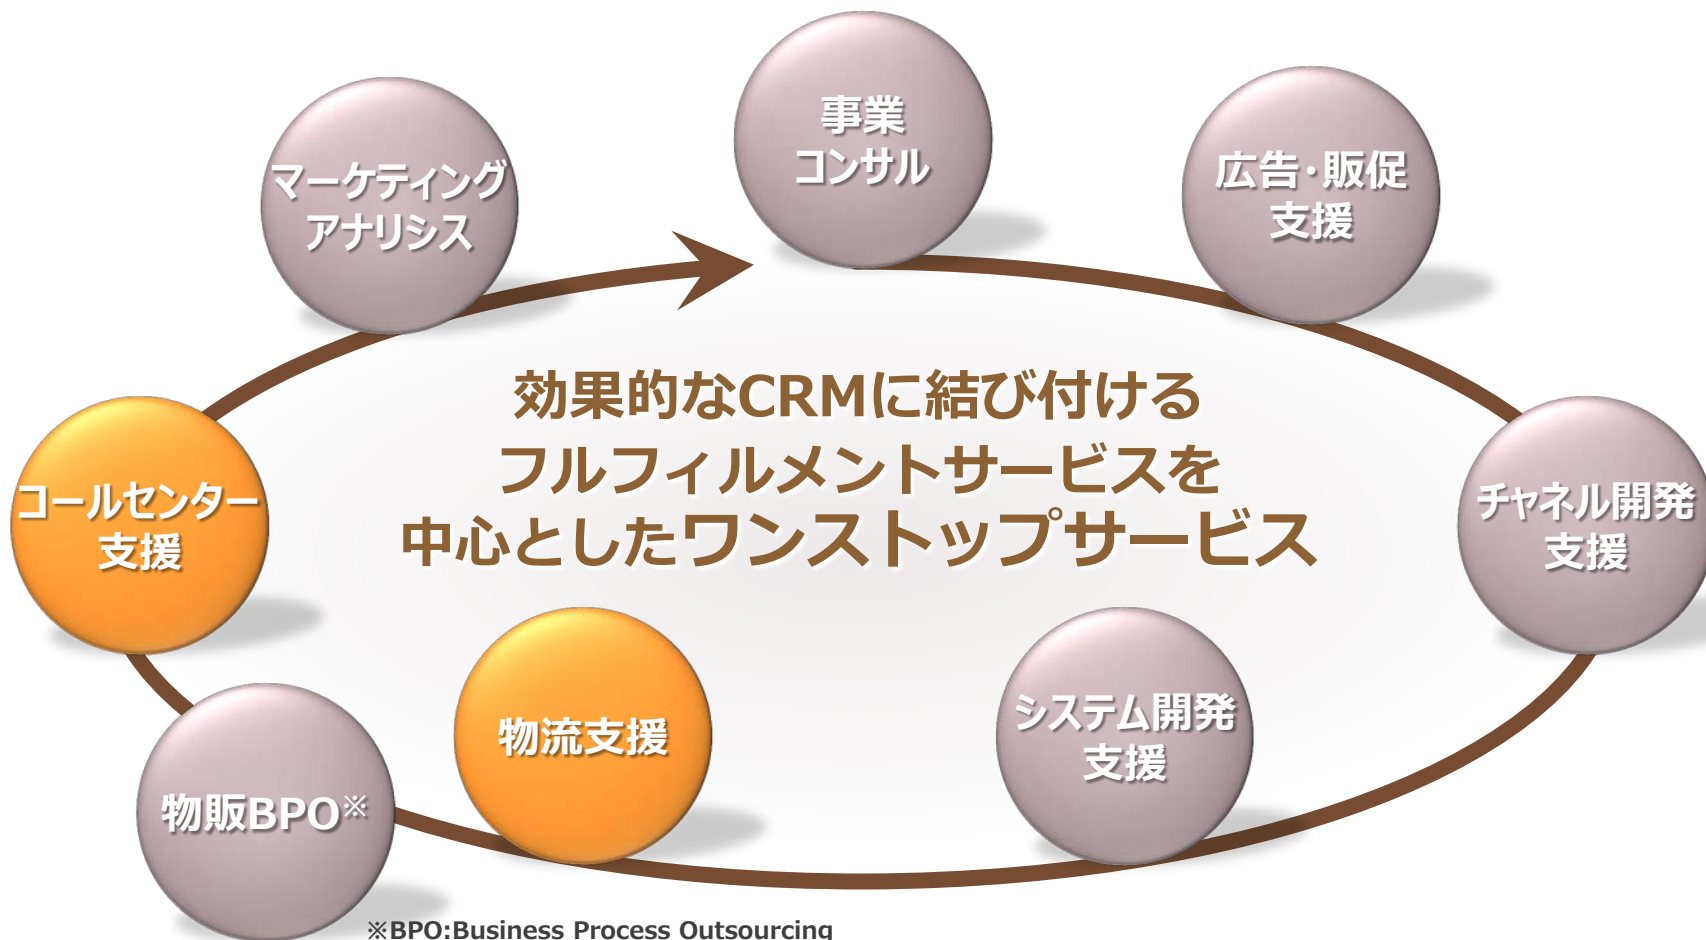 事業
コンサル
広告・販促
支援
マーケティング
アナリシス
効果的なCRMに結び付ける
フルフィルメントサービスを
中心としたワンストップサービス
コールセンター
支援
チャネル開発
支援
物流支援
システム開発
支援
物販BPO※
※BPO:Business Process Outsourcing